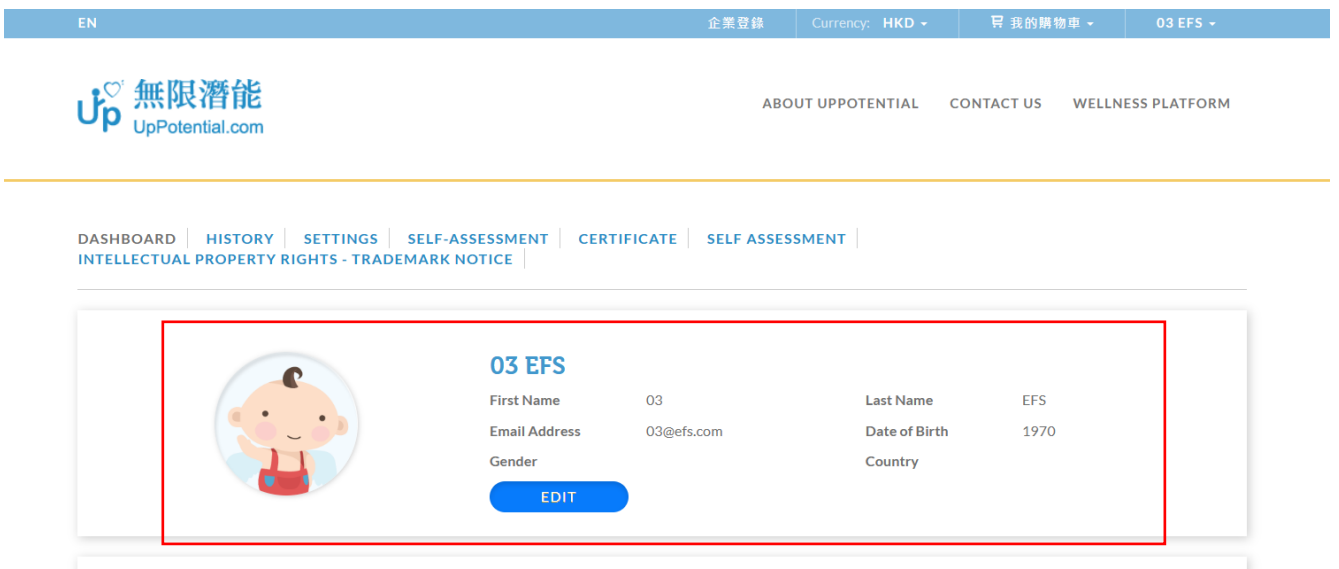 EN 企業登錄 Currency: HKD 我的購物車 03 EFS
Up 無限潛能
UpPotential.com
ABOUT UPPOTENTIAL CONTACT US WELLNESS PLATFORM
DASHBOARD HISTORY SETTINGS SELF-ASSESSMENT CERTIFICATE SELF ASSESSMENT
INTELLECTUAL PROPERTY RIGHTS - TRADEMARK NOTICE
03 EFS
First Name 03 Last Name EFS
Email Address 03@efs.com Date of Birth 1970
Gender Country
EDIT